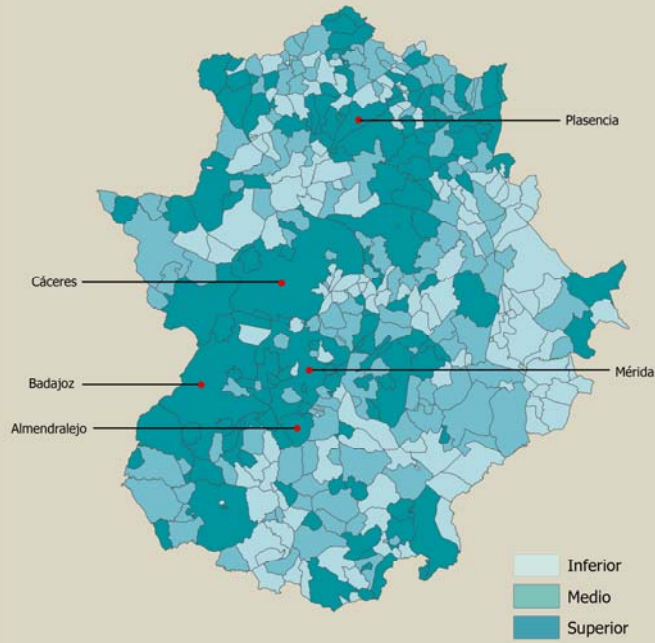 Plasencia
Cáceres
Badajoz
Mérida
Almendralejo
Inferior
Medio
Superior